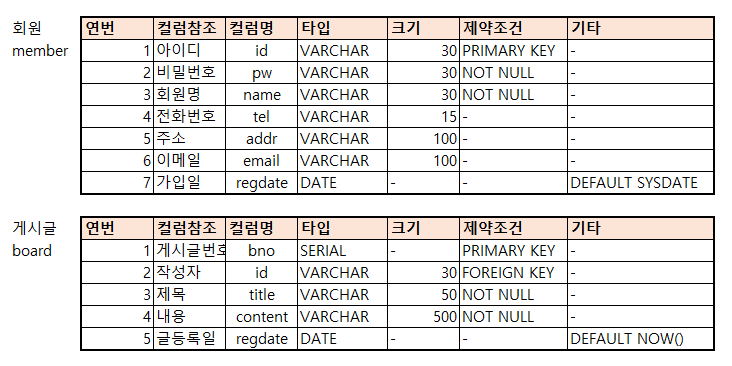 회원 연번 컬럼참조 컬럼명 타입 크기 제약조건 기타
member 1 아이디 id VARCHAR 30 PRIMARY KEY -
2 비밀번호 pw VARCHAR 30 NOT NULL -
3 회원명 name VARCHAR 30 NOT NULL -
4 전화번호 tel VARCHAR 15 - -
5 주소 addr VARCHAR 100 - -
6 이메일 email VARCHAR 100 - -
7 가입일 regdate DATE - - DEFAULT SYSDATE
게시글 연번 컬럼참조 컬럼명 타입 크기 제약조건 기타
board 1 게시글번호 bno SERIAL - PRIMARY KEY -
2 작성자 id VARCHAR 30 FOREIGN KEY -
3 제목 title VARCHAR 50 NOT NULL -
4 내용 content VARCHAR 500 NOT NULL -
5 글등록일 regdate DATE - - DEFAULT NOW()